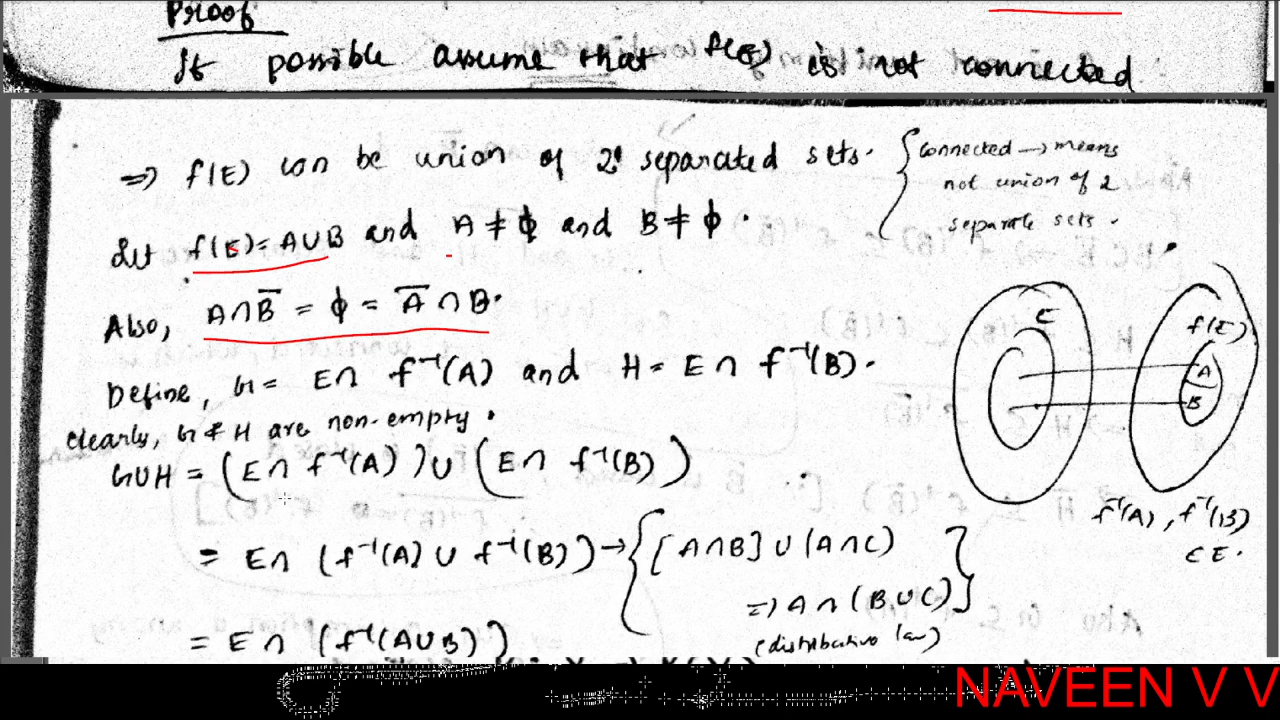 Proof
If possible assume that f(E) is not connected
=> f(E) can be union of 2 separated sets. {connected → means
not union of 2
separate sets.
Let f(E) = A∪B and A ≠ ϕ and B ≠ ϕ.
Also, A∩B̅ = ϕ = A̅∩B.
Define, G = E∩ f⁻¹(A) and H = E∩ f⁻¹(B).
Clearly, G & H are non-empty.
G∪H = (E∩ f⁻¹(A))∪(E∩ f⁻¹(B))
= E∩ (f⁻¹(A) ∪ f⁻¹(B)) → {[A∩B]∪(A∩C)
=> A∩(B∪C)}
(distributive law)
= E∩ (f⁻¹(A∪B))
E
f(E)
A
B
f⁻¹(A), f⁻¹(B)
⊂ E.
NAVEEN V V